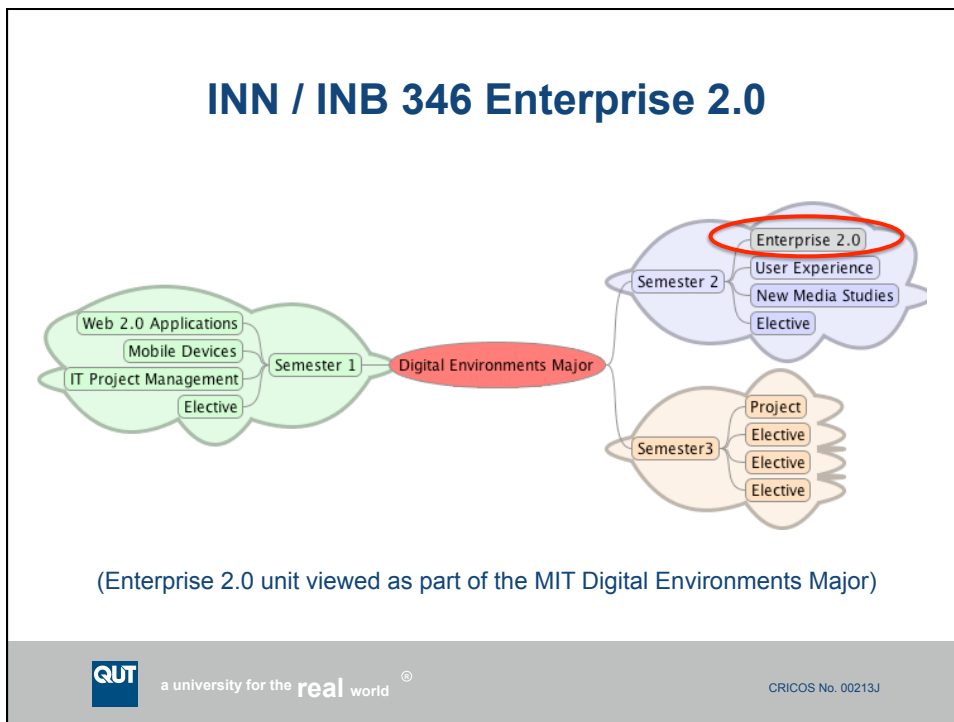 INN / INB 346 Enterprise 2.0
Web 2.0 Applications
Mobile Devices
IT Project Management
Elective
Semester 1
Digital Environments Major
Semester 2
Enterprise 2.0
User Experience
New Media Studies
Elective
Semester3
Project
Elective
Elective
Elective
(Enterprise 2.0 unit viewed as part of the MIT Digital Environments Major)
QUT
a university for the real world ®
CRICOS No. 00213J